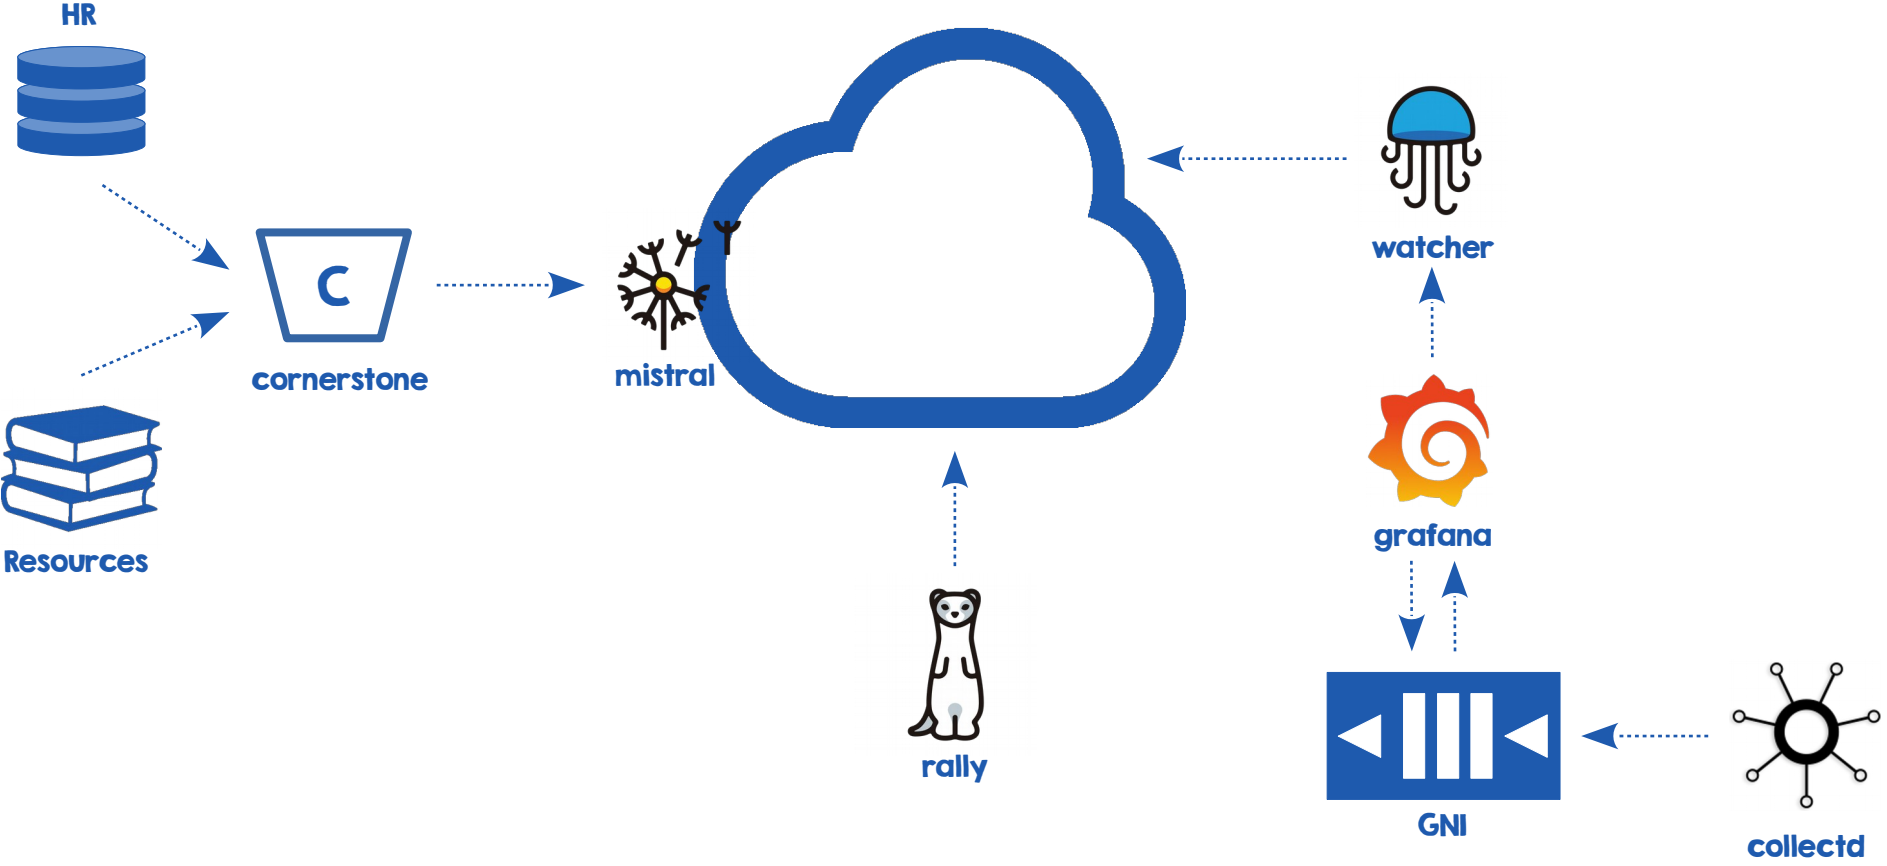 HR
C
cornerstone
Resources
mistral
watcher
grafana
rally
GNI
collectd